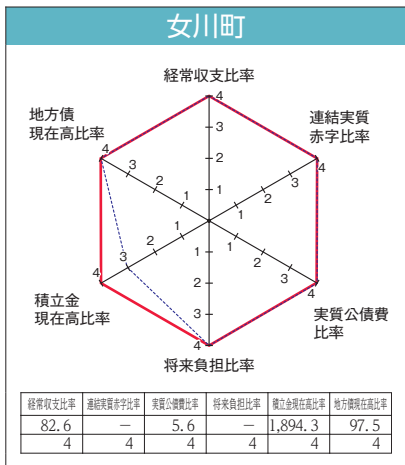 女川町
経常収支比率
4
3
2
1
連結実質
赤字比率
4
3
2
1
実質公債費
比率
4
3
2
1
将来負担比率
4
3
2
1
積立金
現在高比率
4
3
2
1
地方債
現在高比率
4
3
2
1
経常収支比率 連結実質赤字比率 実質公債費比率 将来負担比率 積立金現在高比率 地方債現在高比率
82.6 － 5.6 － 1,894.3 97.5
4 4 4 4 4 4